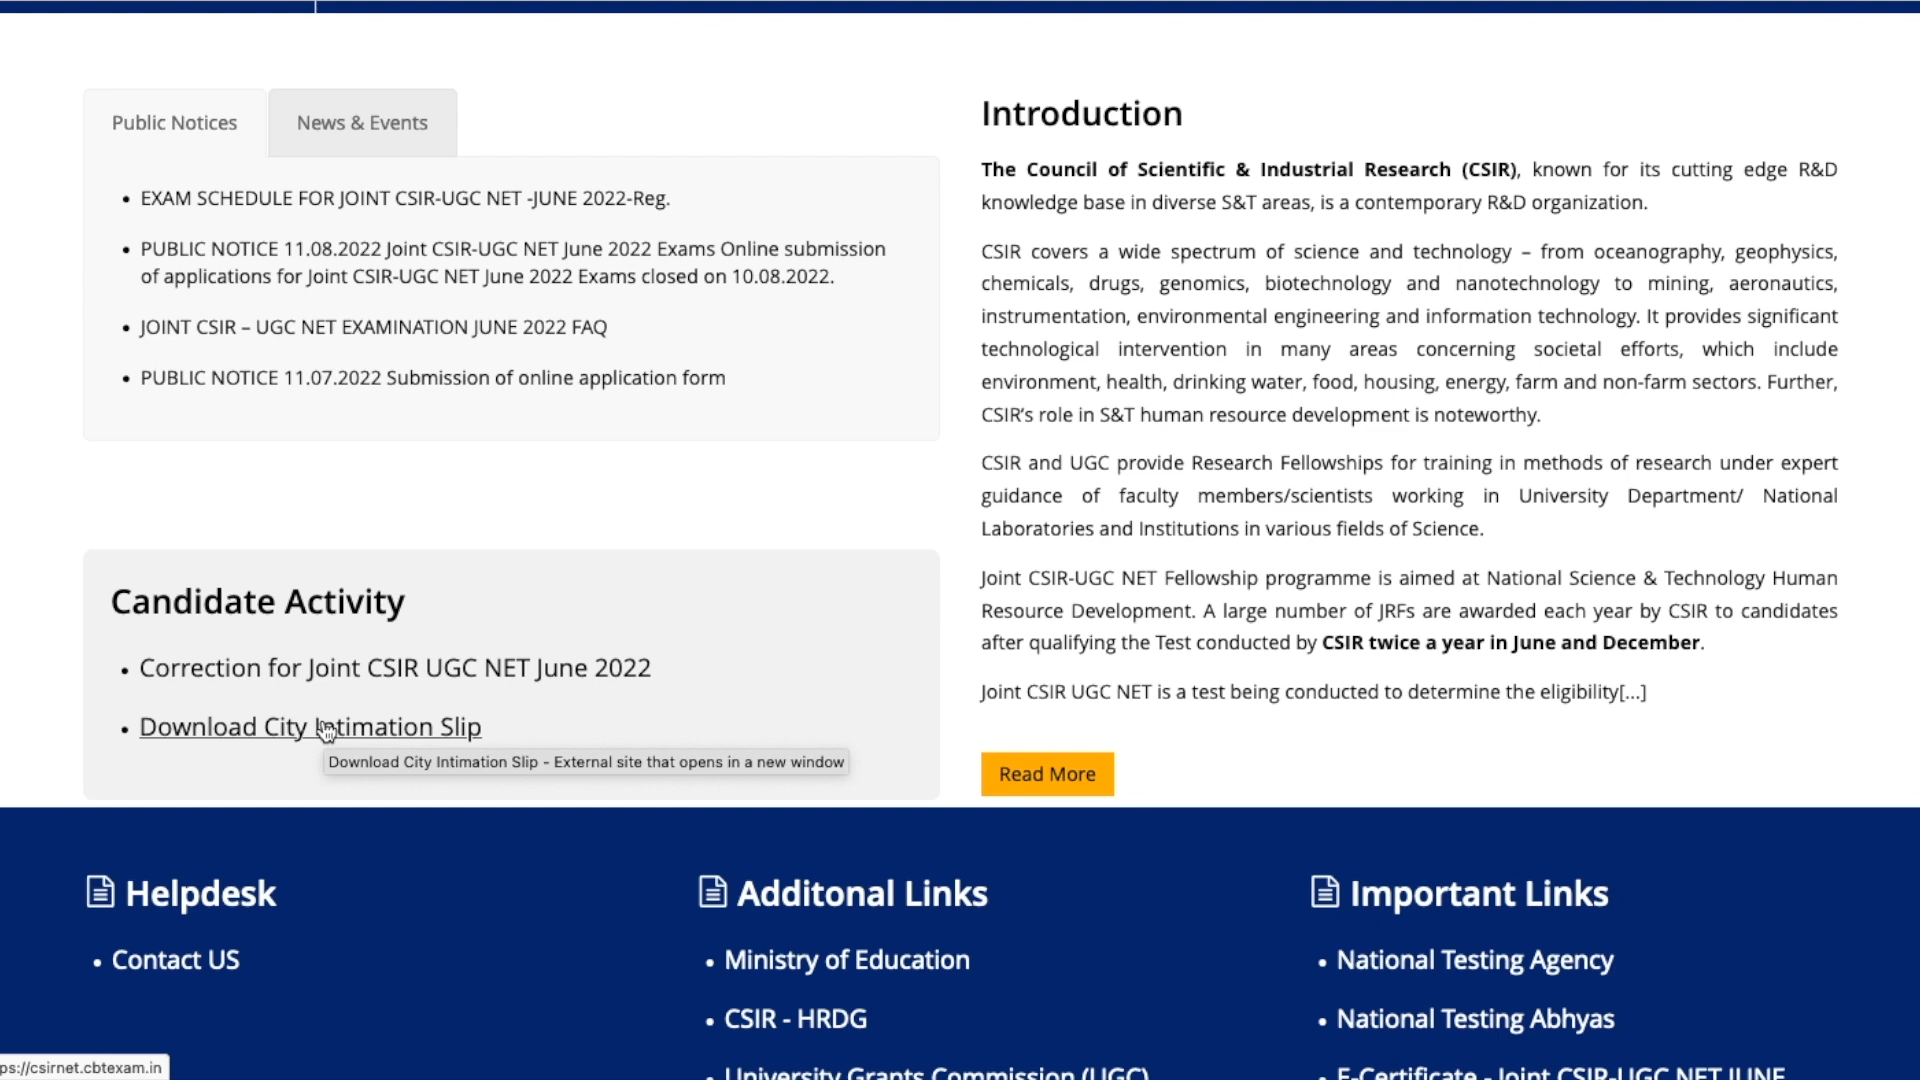 Public Notices
News & Events
EXAM SCHEDULE FOR JOINT CSIR-UGC NET -JUNE 2022-Reg.
PUBLIC NOTICE 11.08.2022 Joint CSIR-UGC NET June 2022 Exams Online submission
of applications for Joint CSIR-UGC NET June 2022 Exams closed on 10.08.2022.
JOINT CSIR – UGC NET EXAMINATION JUNE 2022 FAQ
PUBLIC NOTICE 11.07.2022 Submission of online application form
Candidate Activity
Correction for Joint CSIR UGC NET June 2022
Download City Intimation Slip
Download City Intimation Slip - External site that opens in a new window
Introduction
The Council of Scientific & Industrial Research (CSIR), known for its cutting edge R&D
knowledge base in diverse S&T areas, is a contemporary R&D organization.
CSIR covers a wide spectrum of science and technology – from oceanography, geophysics,
chemicals, drugs, genomics, biotechnology and nanotechnology to mining, aeronautics,
instrumentation, environmental engineering and information technology. It provides significant
technological intervention in many areas concerning societal efforts, which include
environment, health, drinking water, food, housing, energy, farm and non-farm sectors. Further,
CSIR’s role in S&T human resource development is noteworthy.
CSIR and UGC provide Research Fellowships for training in methods of research under expert
guidance of faculty members/scientists working in University Department/ National
Laboratories and Institutions in various fields of Science.
Joint CSIR-UGC NET Fellowship programme is aimed at National Science & Technology Human
Resource Development. A large number of JRFs are awarded each year by CSIR to candidates
after qualifying the Test conducted by CSIR twice a year in June and December.
Joint CSIR UGC NET is a test being conducted to determine the eligibility[...]
Read More
Helpdesk
Contact US
Additonal Links
Ministry of Education
CSIR - HRDG
University Grants Commission (UGC)
Important Links
National Testing Agency
National Testing Abhyas
E-Certificate - Joint CSIR-UGC NET JUNE
ps://csirnet.cbtexam.in